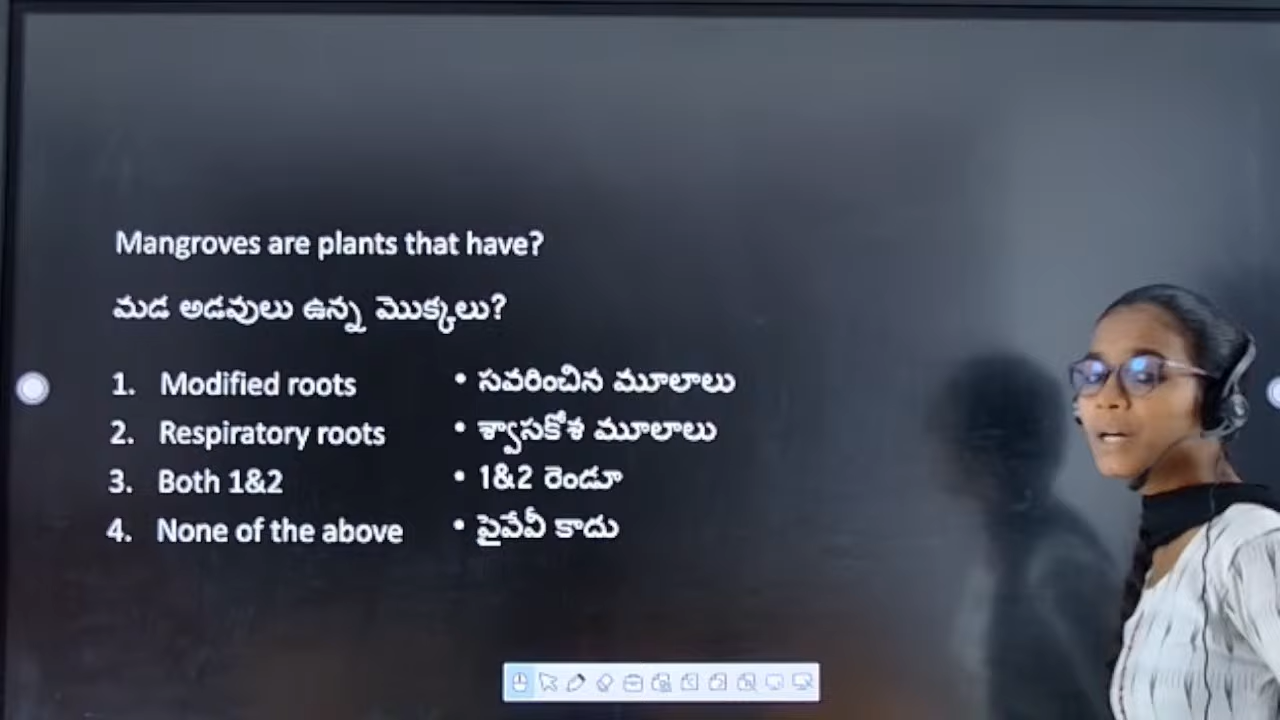 Mangroves are plants that have?
మడ అడవులు ఉన్న మొక్కలు?
1. Modified roots
2. Respiratory roots
3. Both 1&2
4. None of the above
• సవరించిన మూలాలు
• శ్వాసకోశ మూలాలు
• 1&2 రెండూ
• పైవేవీ కాదు